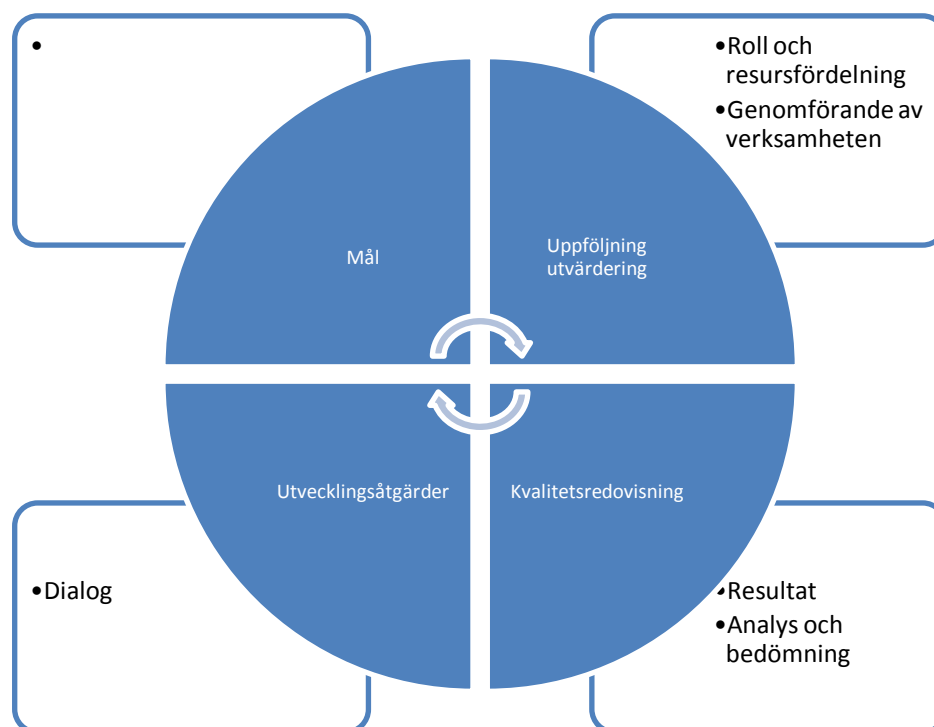 •
•Roll och
resursfördelning
•Genomförande av
verksamheten
Mål
Uppföljning
utvärdering
Utvecklingsåtgärder
Kvalitetsredovisning
•Dialog
•Resultat
•Analys och
bedömning